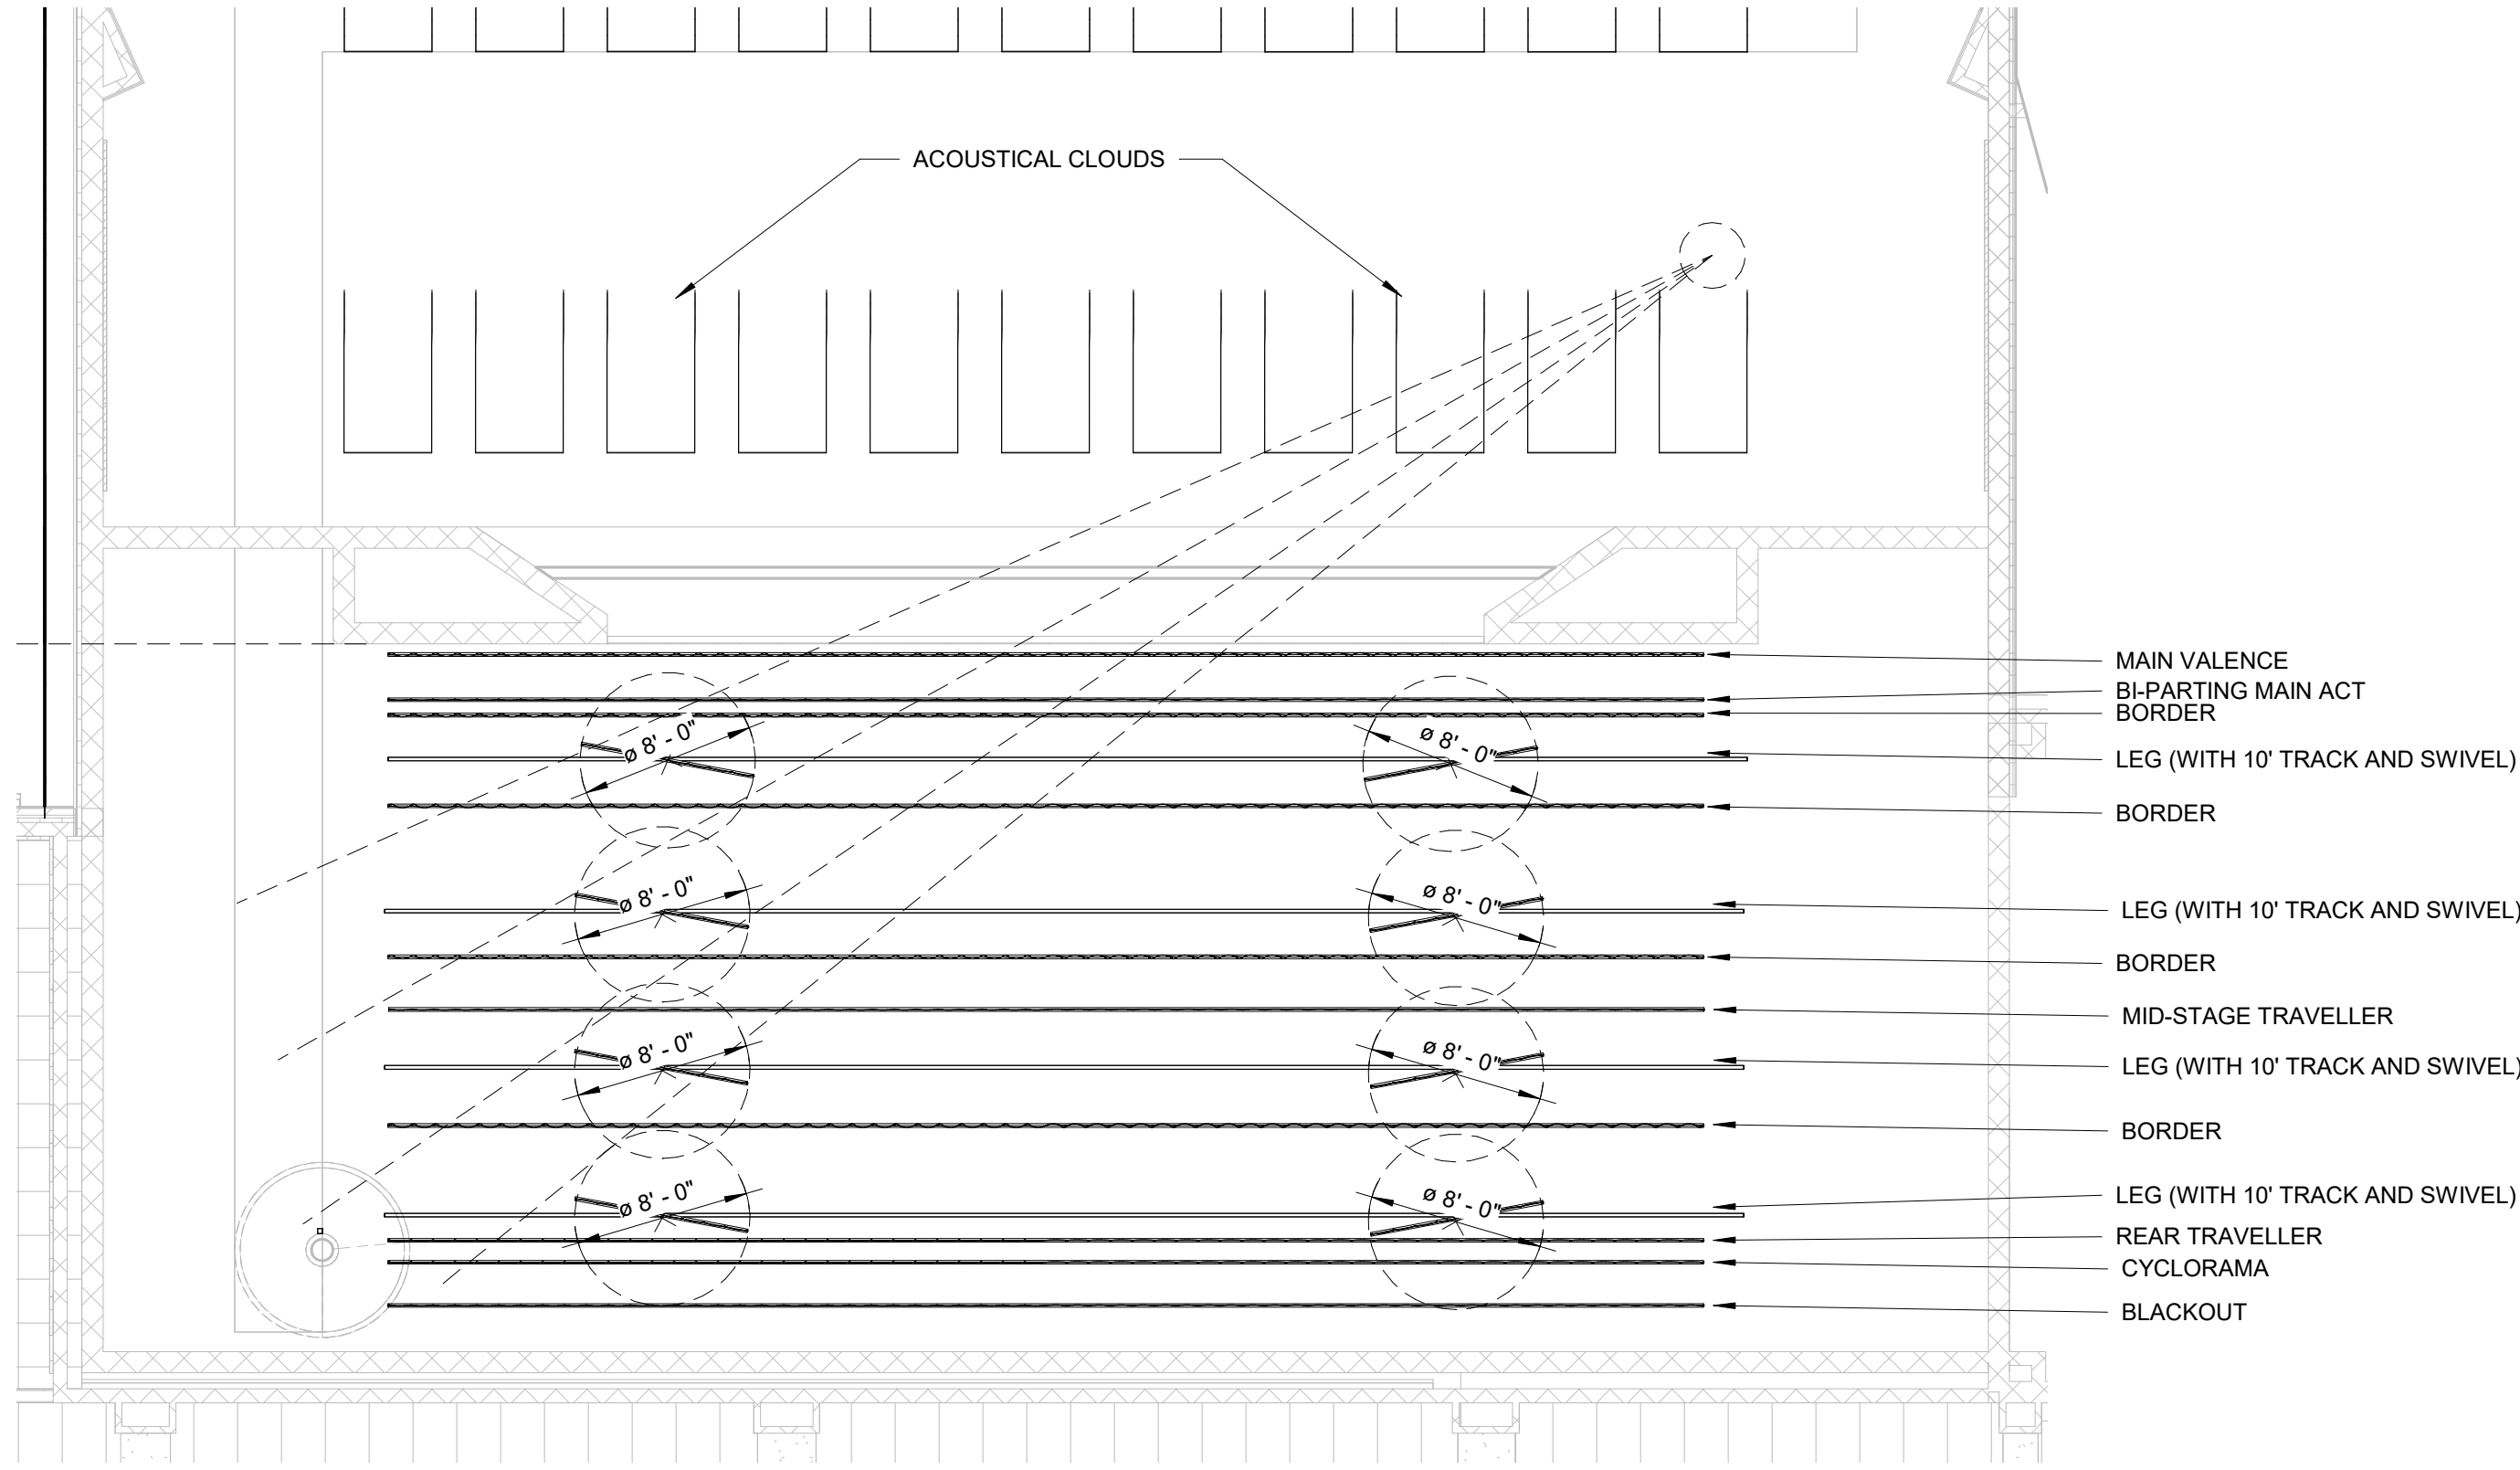 ACOUSTICAL CLOUDS
MAIN VALENCE
BI-PARTING MAIN ACT
BORDER
ø 8' - 0"
ø 8' - 0"
LEG (WITH 10' TRACK AND SWIVEL)
BORDER
ø 8' - 0"
ø 8' - 0"
LEG (WITH 10' TRACK AND SWIVEL)
BORDER
MID-STAGE TRAVELLER
ø 8' - 0"
ø 8' - 0"
LEG (WITH 10' TRACK AND SWIVEL)
BORDER
ø 8' - 0"
ø 8' - 0"
LEG (WITH 10' TRACK AND SWIVEL)
REAR TRAVELLER
CYCLORAMA
BLACKOUT